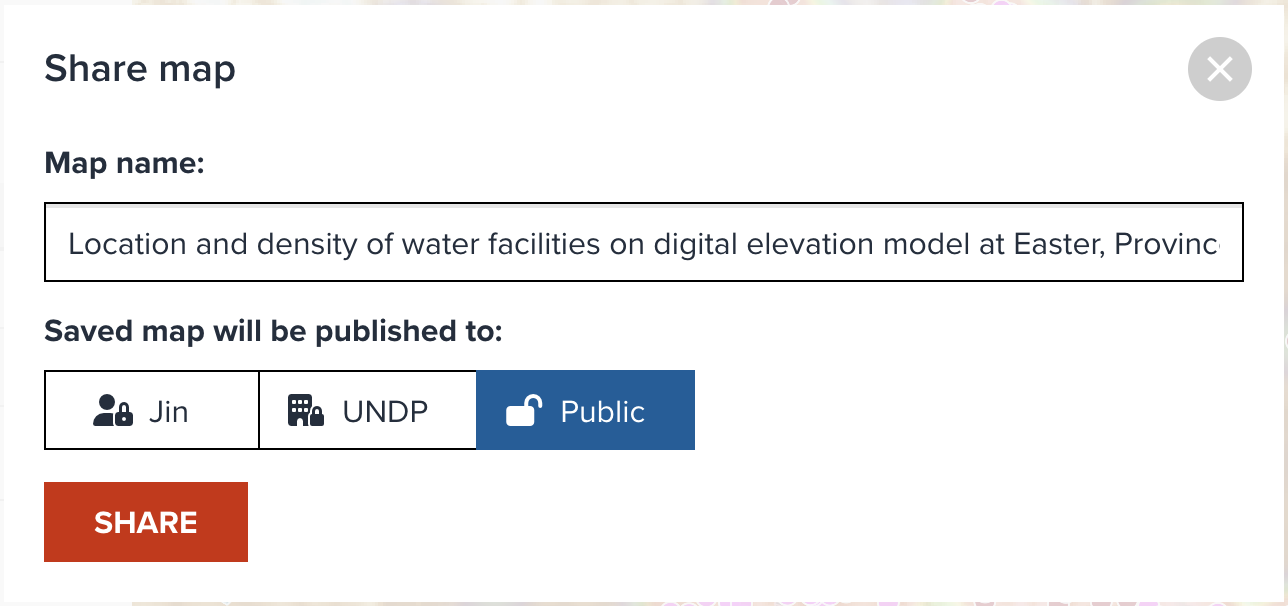 Share map
Map name:
Location and density of water facilities on digital elevation model at Easter, Provinc
Saved map will be published to:
Jin UNDP Public
SHARE